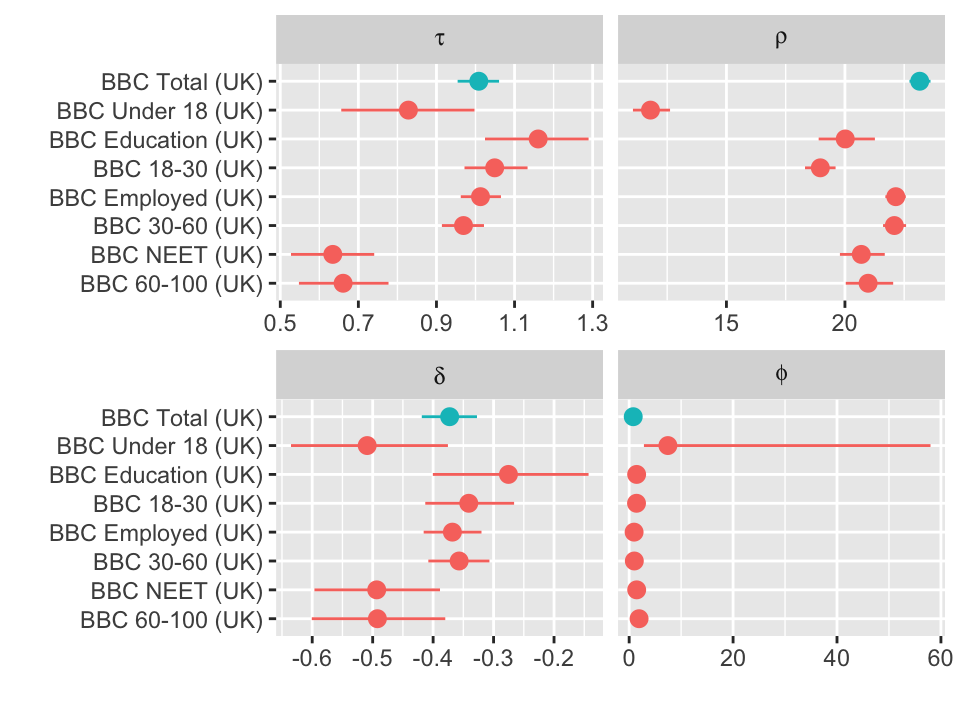 τ
ρ
BBC Total (UK)
BBC Under 18 (UK)
BBC Education (UK)
BBC 18-30 (UK)
BBC Employed (UK)
BBC 30-60 (UK)
BBC NEET (UK)
BBC 60-100 (UK)
0.5 0.7 0.9 1.1 1.3
15 20
δ
ϕ
BBC Total (UK)
BBC Under 18 (UK)
BBC Education (UK)
BBC 18-30 (UK)
BBC Employed (UK)
BBC 30-60 (UK)
BBC NEET (UK)
BBC 60-100 (UK)
-0.6 -0.5 -0.4 -0.3 -0.2
0 20 40 60